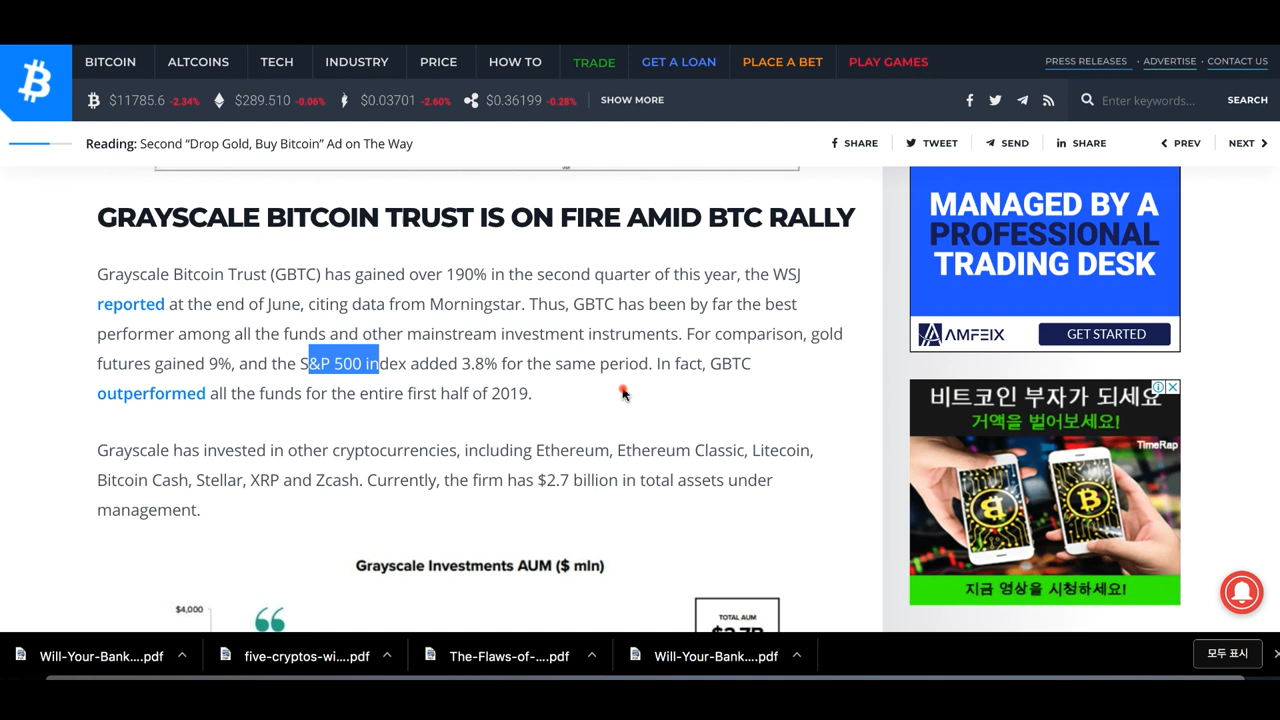 BITCOIN ALTCOINS TECH INDUSTRY PRICE HOW TO TRADE GET A LOAN PLACE A BET PLAY GAMES PRESS RELEASES · ADVERTISE · CONTACT US
$11785.6 -2.34% $289.510 -0.06% $0.03701 -2.60% $0.36199 -0.28% SHOW MORE Enter keywords... SEARCH
Reading: Second “Drop Gold, Buy Bitcoin” Ad on The Way SHARE TWEET SEND SHARE PREV NEXT
GRAYSCALE BITCOIN TRUST IS ON FIRE AMID BTC RALLY
Grayscale Bitcoin Trust (GBTC) has gained over 190% in the second quarter of this year, the WSJ
reported at the end of June, citing data from Morningstar. Thus, GBTC has been by far the best
performer among all the funds and other mainstream investment instruments. For comparison, gold
futures gained 9%, and the S&P 500 index added 3.8% for the same period. In fact, GBTC
outperformed all the funds for the entire first half of 2019.
Grayscale has invested in other cryptocurrencies, including Ethereum, Ethereum Classic, Litecoin,
Bitcoin Cash, Stellar, XRP and Zcash. Currently, the firm has $2.7 billion in total assets under
management.
Grayscale Investments AUM ($ mln)
$4,000
TOTAL AUM
MANAGED BY A
PROFESSIONAL
TRADING DESK
AMFEIX GET STARTED
비트코인 부자가 되세요
거액을 벌어보세요!
TimeRap
지금 영상을 시청하세요!
Will-Your-Bank....pdf five-cryptos-wi....pdf The-Flaws-of-....pdf Will-Your-Bank....pdf 모두 표시